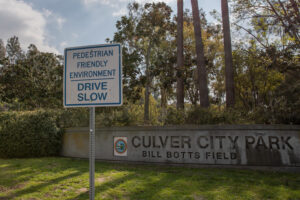 PEDESTRIAN
FRIENDLY
ENVIRONMENT
DRIVE
SLOW
CULVER CITY PARK
BILL BOTTS FIELD